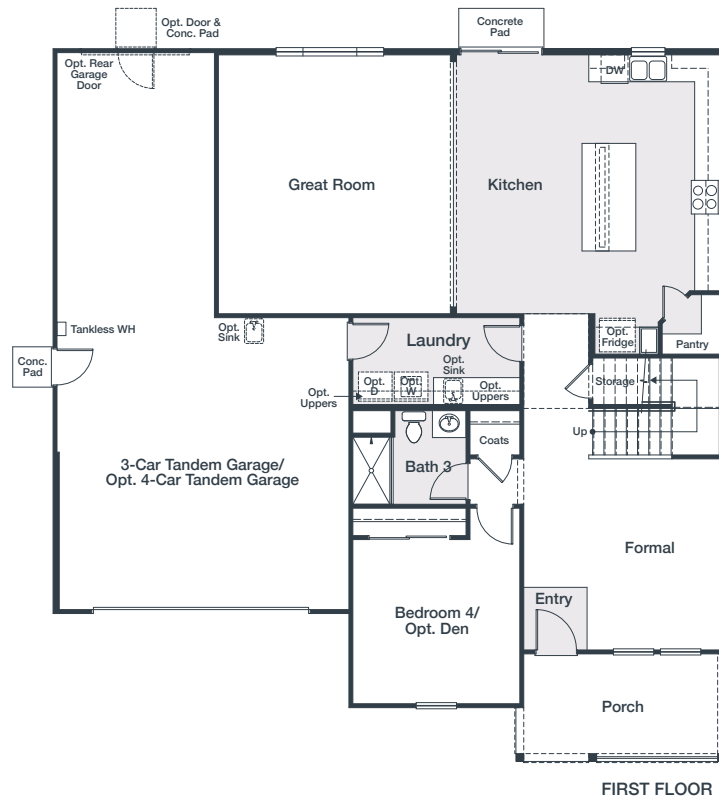 Opt. Door &
Conc. Pad
Concrete
Pad
Opt. Rear
Garage
Door
DW
Great Room
Kitchen
Tankless WH
Opt.
Sink
Laundry
Opt.
Fridge
Pantry
Conc.
Pad
Opt.
Sink
Opt.
D
Opt.
W
Opt.
Uppers
Opt.
Uppers
Storage
Up
Coats
Bath 3
3-Car Tandem Garage/
Opt. 4-Car Tandem Garage
Formal
Entry
Bedroom 4/
Opt. Den
Porch
FIRST FLOOR